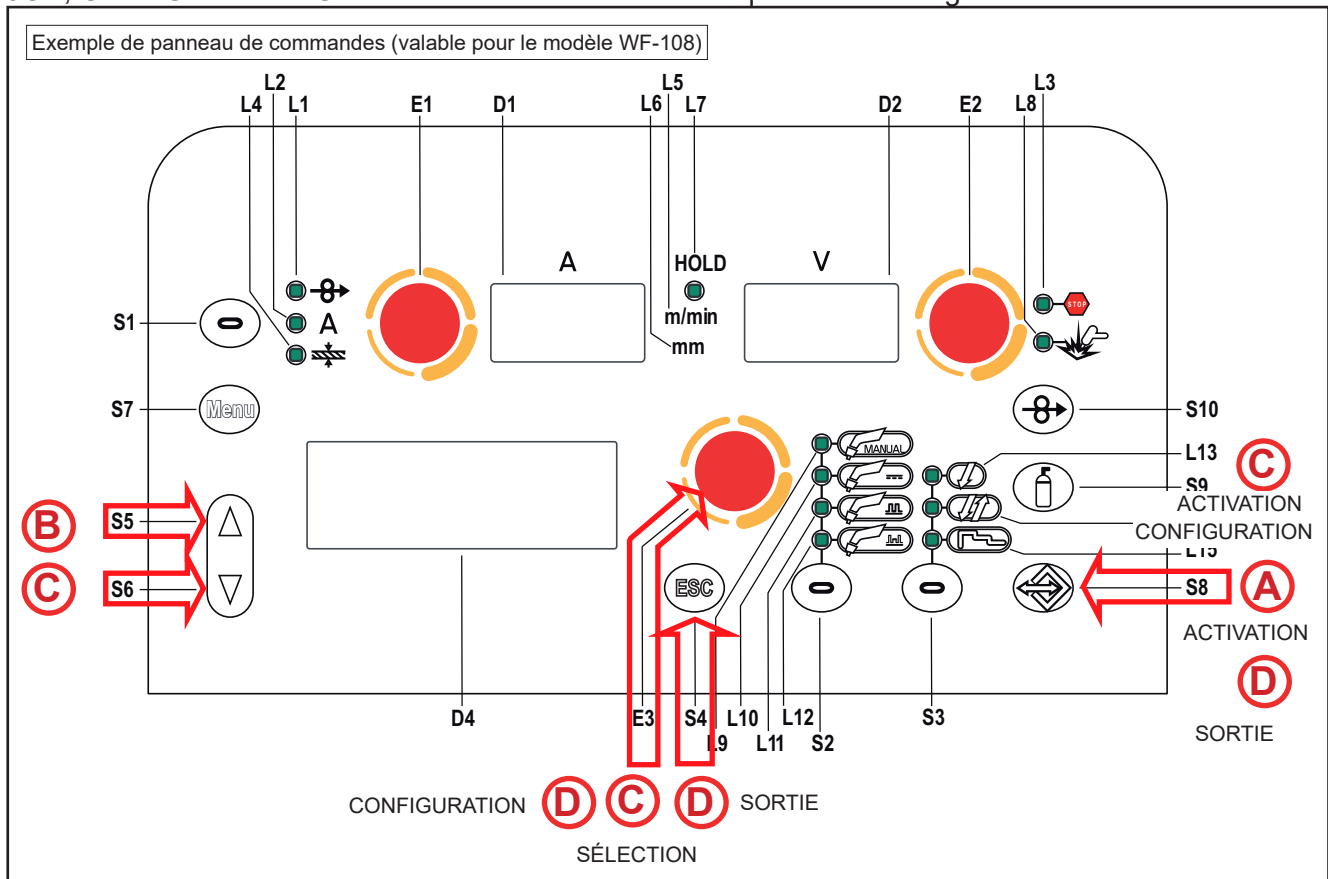 Exemple de panneau de commandes (valable pour le modèle WF-108)
L2 L5 L3
L4 L1 E1 D1 L6 L7 D2 E2 L8
A HOLD V
S1 A m/min STOP
mm
S7 Menu S10
MANUAL L13 C
S9
ACTIVATION
B S5 CONFIGURATION
L15
C S6 ESC S8 A
ACTIVATION
D
D4 E3 S4 L10 L12 S3
L9 L11 S2
SORTIE
CONFIGURATION D C D SORTIE
SÉLECTION